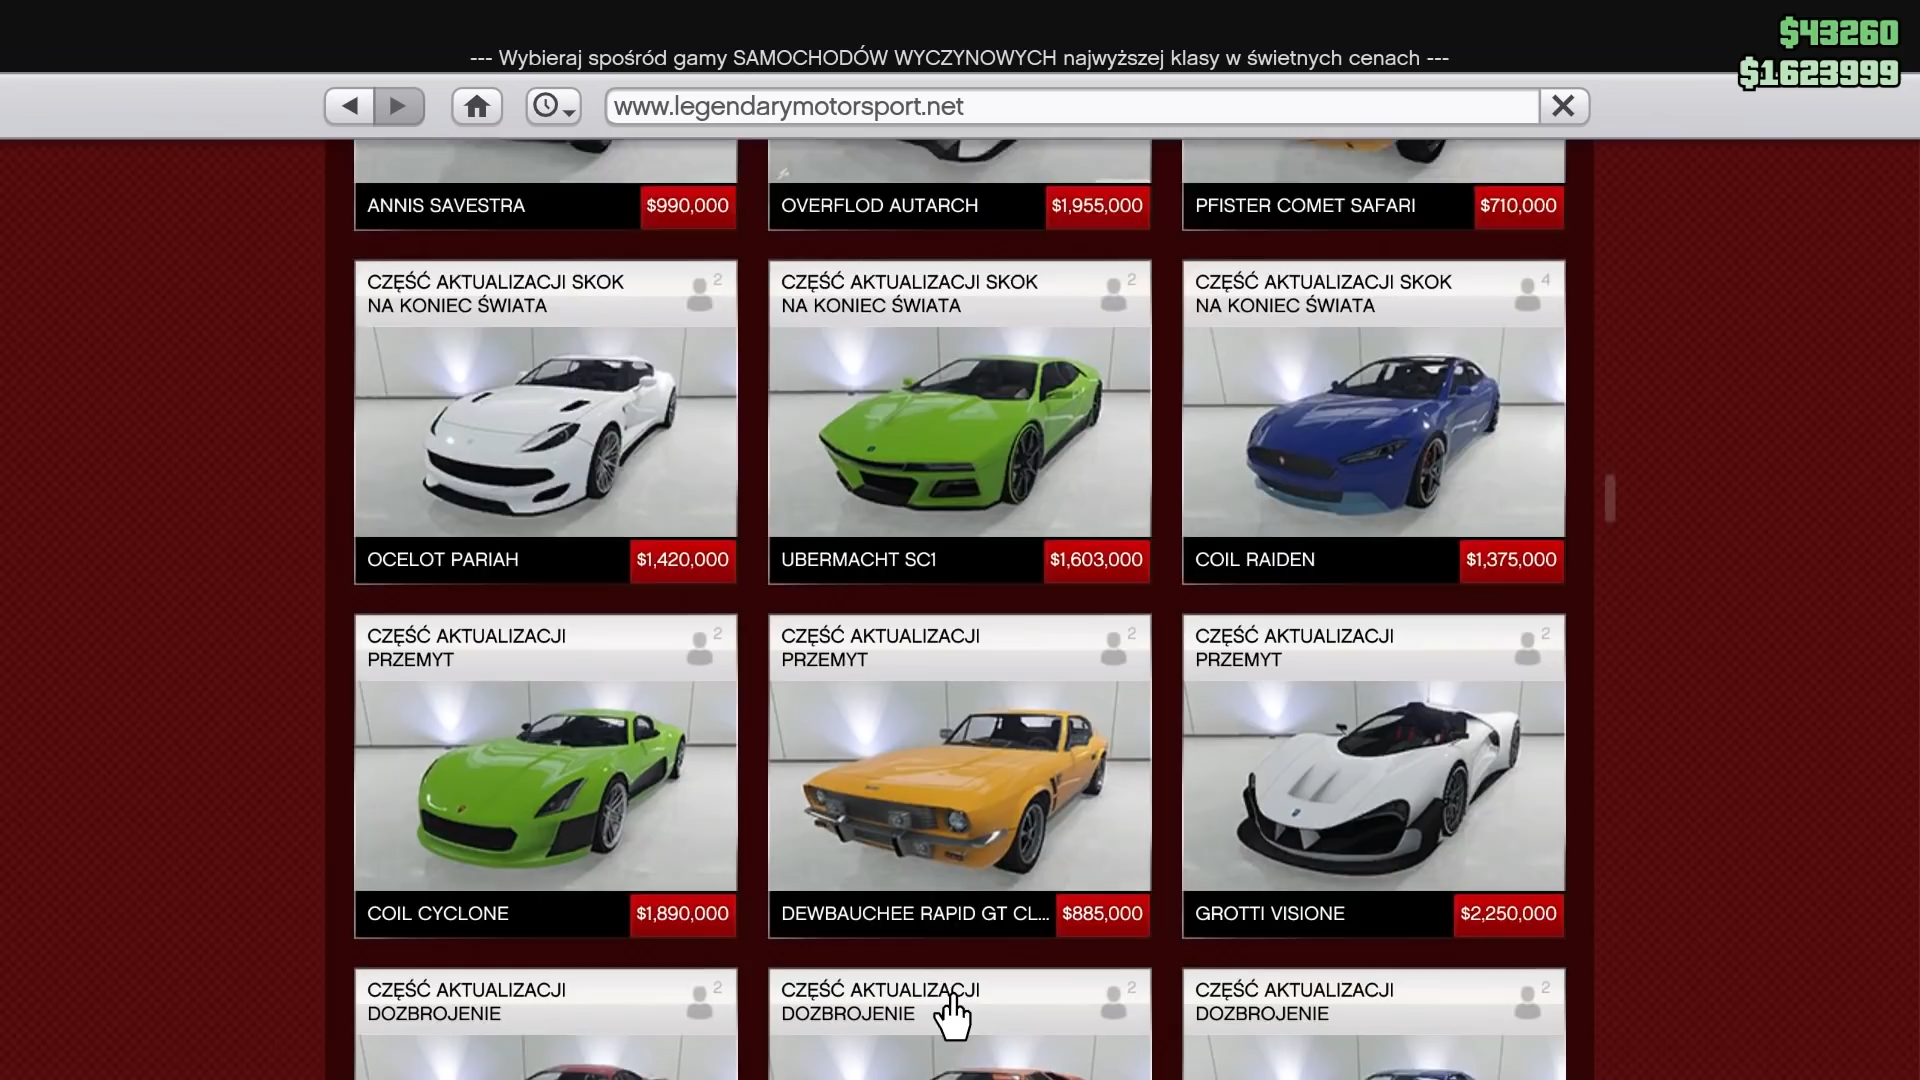 $43260
--- Wybieraj spośród gamy SAMOCHODÓW WYCZYNOWYCH najwyższej klasy w świetnych cenach ---
$1623999
www.legendarymotorsport.net
ANNIS SAVESTRA $990,000
OVERFLOD AUTARCH $1,955,000
PFISTER COMET SAFARI $710,000
CZĘŚĆ AKTUALIZACJI SKOK
NA KONIEC ŚWIATA
2
OCELOT PARIAH $1,420,000
CZĘŚĆ AKTUALIZACJI SKOK
NA KONIEC ŚWIATA
2
UBERMACHT SC1 $1,603,000
CZĘŚĆ AKTUALIZACJI SKOK
NA KONIEC ŚWIATA
4
COIL RAIDEN $1,375,000
CZĘŚĆ AKTUALIZACJI
PRZEMYT
2
COIL CYCLONE $1,890,000
CZĘŚĆ AKTUALIZACJI
PRZEMYT
2
DEWBAUCHEE RAPID GT CL... $885,000
CZĘŚĆ AKTUALIZACJI
PRZEMYT
2
GROTTI VISIONE $2,250,000
CZĘŚĆ AKTUALIZACJI
DOZBROJENIE
2
CZĘŚĆ AKTUALIZACJI
DOZBROJENIE
2
CZĘŚĆ AKTUALIZACJI
DOZBROJENIE
2